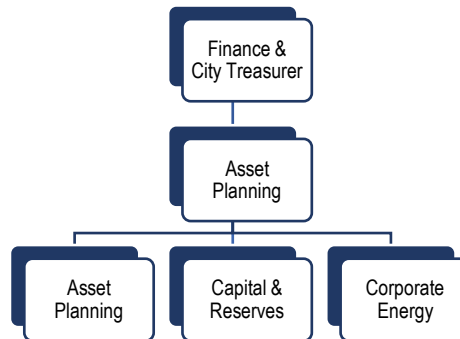 Finance &
City Treasurer
Asset
Planning
Asset
Planning
Capital &
Reserves
Corporate
Energy